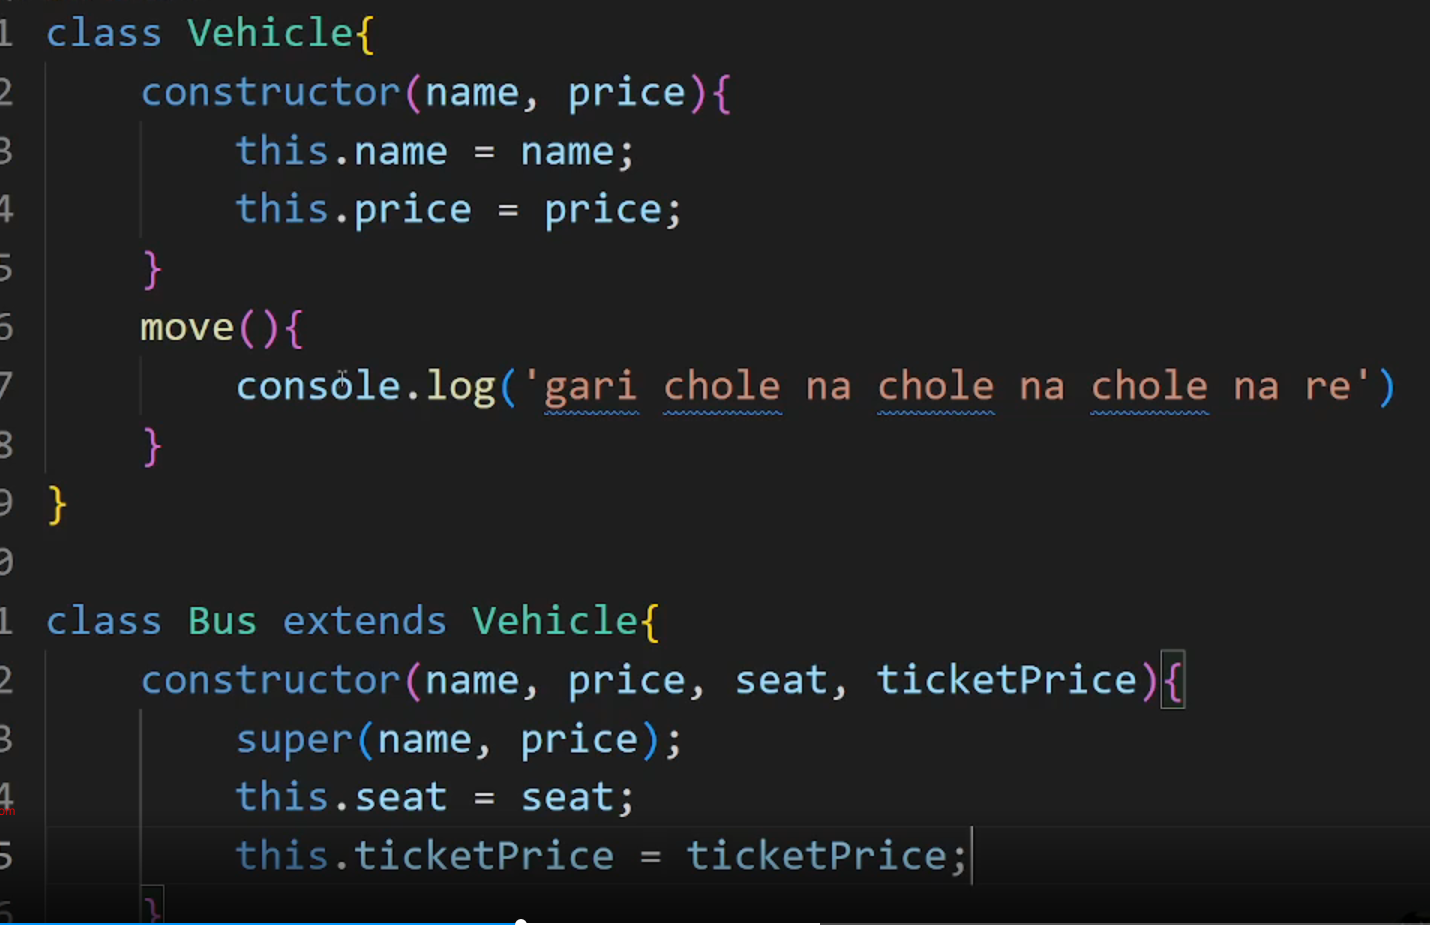 1 class Vehicle{
2 constructor(name, price){
3 this.name = name;
4 this.price = price;
5 }
6 move(){
7 console.log('gari chole na chole na chole na re')
8 }
9 }
0
1 class Bus extends Vehicle{
2 constructor(name, price, seat, ticketPrice){
3 super(name, price);
4 this.seat = seat;
om
5 this.ticketPrice = ticketPrice;
6 }